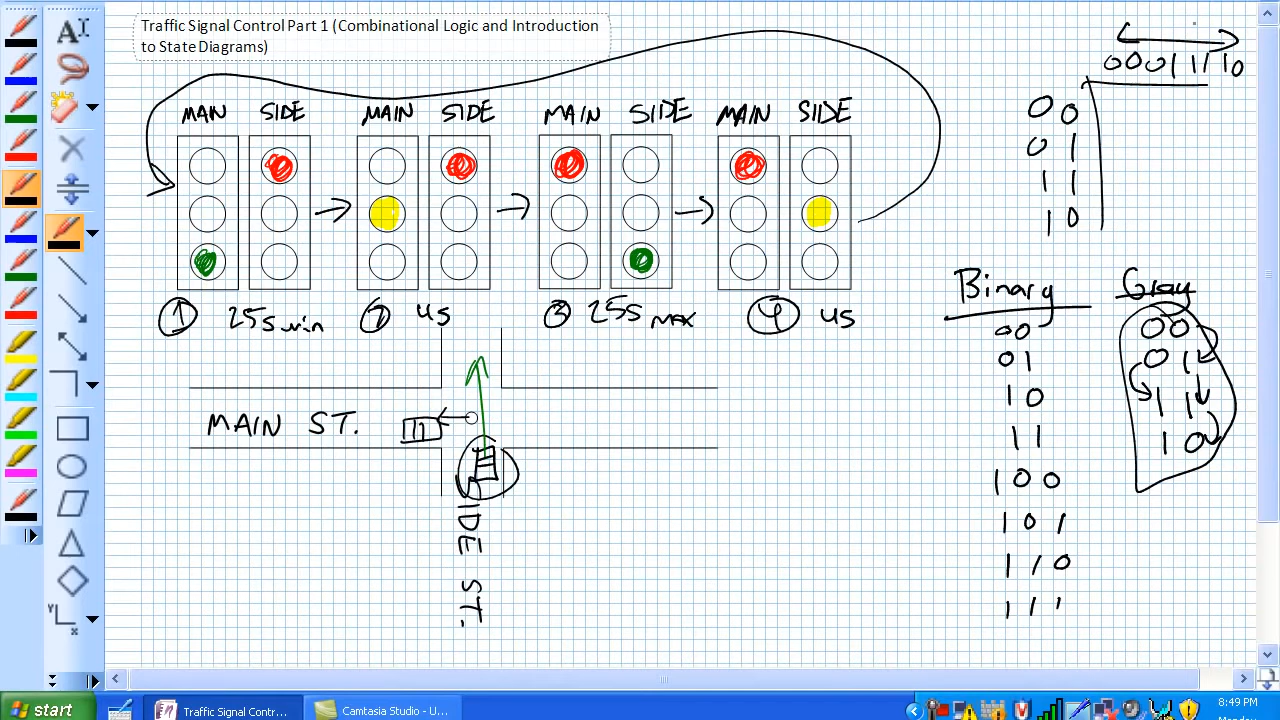 Traffic Signal Control Part 1 (Combinational Logic and Introduction
to State Diagrams)
00 01 11 10
00
01
11
10
MAIN SIDE MAIN SIDE MAIN SIDE MAIN SIDE
① 25s min ② 4s ③ 25s MAX ④ 4s
MAIN ST.
SIDE ST.
Binary Gray
00 00
01 01
10 11
11 10
100
101
110
111
AI
start
Traffic Signal Contr...
Camtasia Studio - U...
8:49 PM
Monday